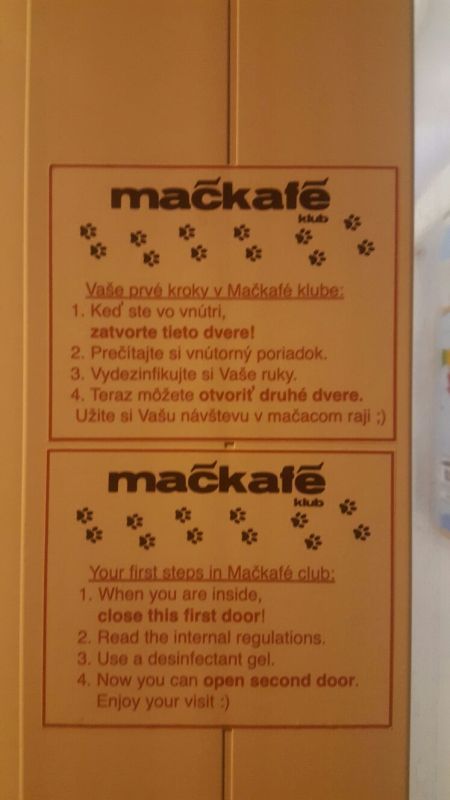 mačkafé
klub
Vaše prvé kroky v Mačkafé klube:
1. Keď ste vo vnútri,
zatvorte tieto dvere!
2. Prečítajte si vnútorný poriadok.
3. Vydezinfikujte si Vaše ruky.
4. Teraz môžete otvoriť druhé dvere.
Užite si Vašu návštevu v mačacom raji ;)
mačkafé
klub
Your first steps in Mačkafé club:
1. When you are inside,
close this first door!
2. Read the internal regulations.
3. Use a desinfectant gel.
4. Now you can open second door.
Enjoy your visit :)